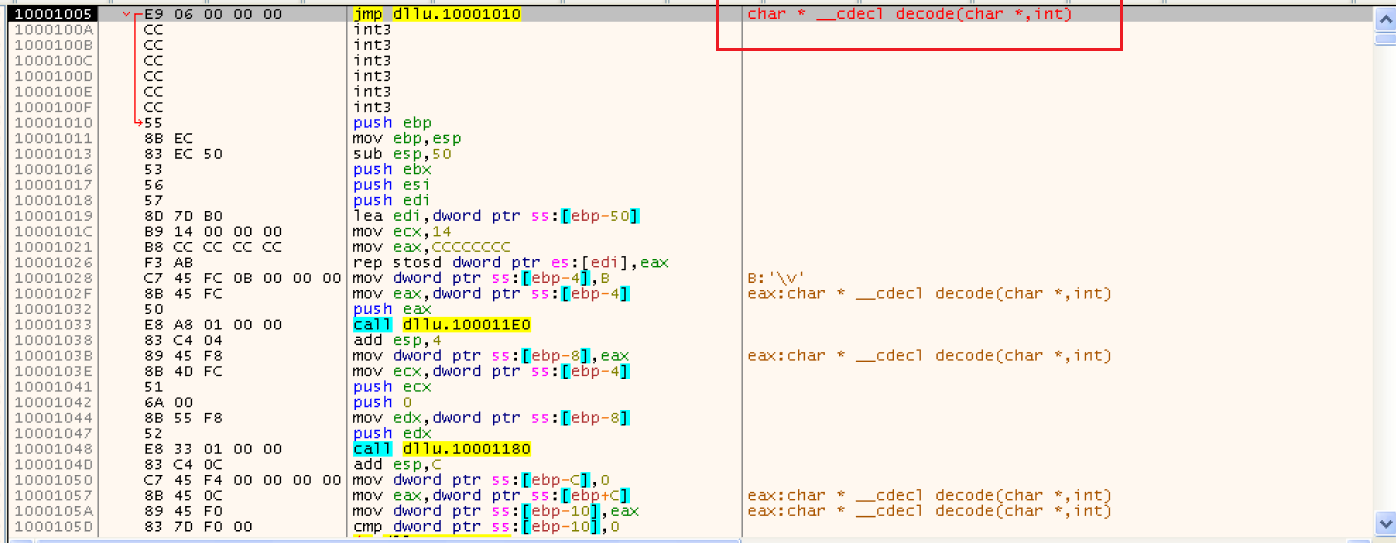 10001005 E9 06 00 00 00 jmp dllu.10001010 char * __cdecl decode(char *,int)
1000100A CC int3
1000100B CC int3
1000100C CC int3
1000100D CC int3
1000100E CC int3
1000100F CC int3
10001010 55 push ebp
10001011 8B EC mov ebp,esp
10001013 83 EC 50 sub esp,50
10001016 53 push ebx
10001017 56 push esi
10001018 57 push edi
10001019 8D 7D B0 lea edi,dword ptr ss:[ebp-50]
1000101C B9 14 00 00 00 mov ecx,14
10001021 B8 CC CC CC CC mov eax,CCCCCCCC
10001026 F3 AB rep stosd dword ptr es:[edi],eax
10001028 C7 45 FC 0B 00 00 00 mov dword ptr ss:[ebp-4],B B:'\v'
1000102F 8B 45 FC mov eax,dword ptr ss:[ebp-4] eax:char * __cdecl decode(char *,int)
10001032 50 push eax
10001033 E8 A8 01 00 00 call dllu.100011E0
10001038 83 C4 04 add esp,4
1000103B 89 45 F8 mov dword ptr ss:[ebp-8],eax eax:char * __cdecl decode(char *,int)
1000103E 8B 4D FC mov ecx,dword ptr ss:[ebp-4]
10001041 51 push ecx
10001042 6A 00 push 0
10001044 8B 55 F8 mov edx,dword ptr ss:[ebp-8]
10001047 52 push edx
10001048 E8 33 01 00 00 call dllu.10001180
1000104D 83 C4 0C add esp,C
10001050 C7 45 F4 00 00 00 00 mov dword ptr ss:[ebp-C],0
10001057 8B 45 0C mov eax,dword ptr ss:[ebp+C] eax:char * __cdecl decode(char *,int)
1000105A 89 45 F0 mov dword ptr ss:[ebp-10],eax eax:char * __cdecl decode(char *,int)
1000105D 83 7D F0 00 cmp dword ptr ss:[ebp-10],0